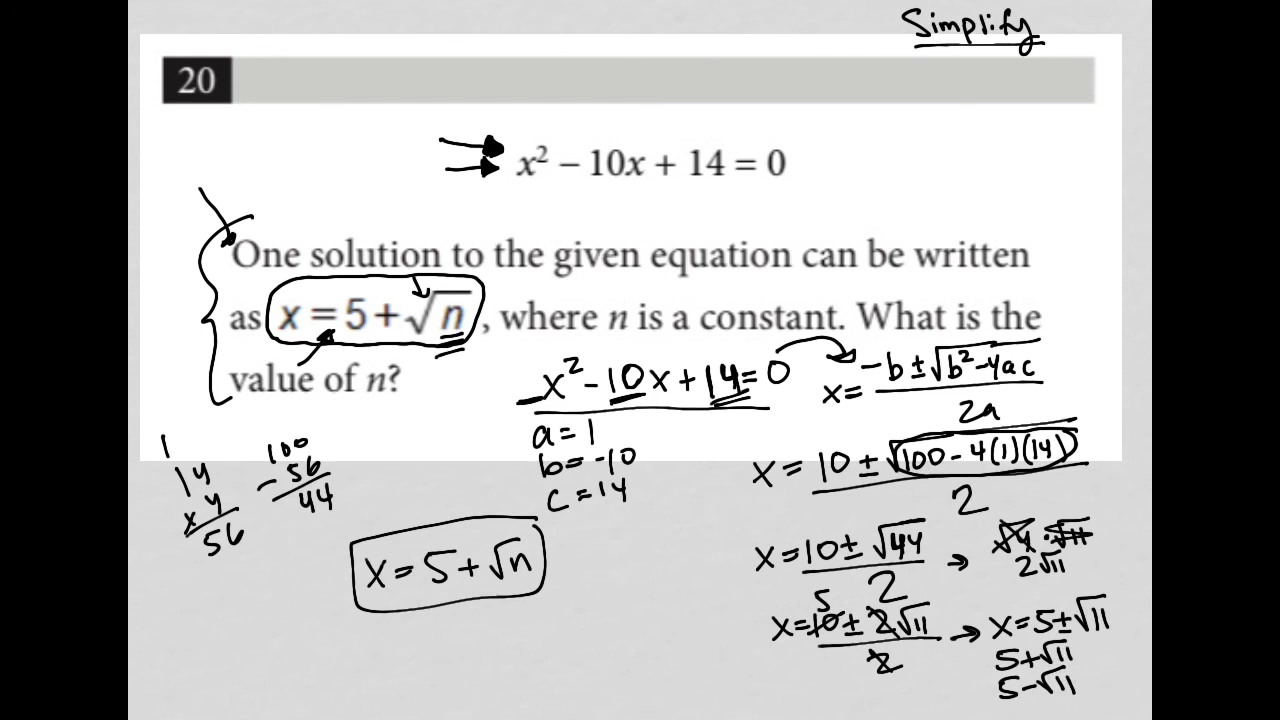 Simplify
20
x² − 10x + 14 = 0
One solution to the given equation can be written
as x = 5 + √n, where n is a constant. What is the
value of n?
x² - 10x + 14 = 0
a = 1
b = -10
c = 14
x = (-b ± √(b² - 4ac)) / 2a
x = (10 ± √(100 - 4(1)(14))) / 2
x = (10 ± √44) / 2 → √4 · √11
2√11
5
x = (10 ± 2√11) / 2 → x = 5 ± √11
5 + √11
5 - √11
1
14
x 4
56
100
- 56
44
x = 5 + √n